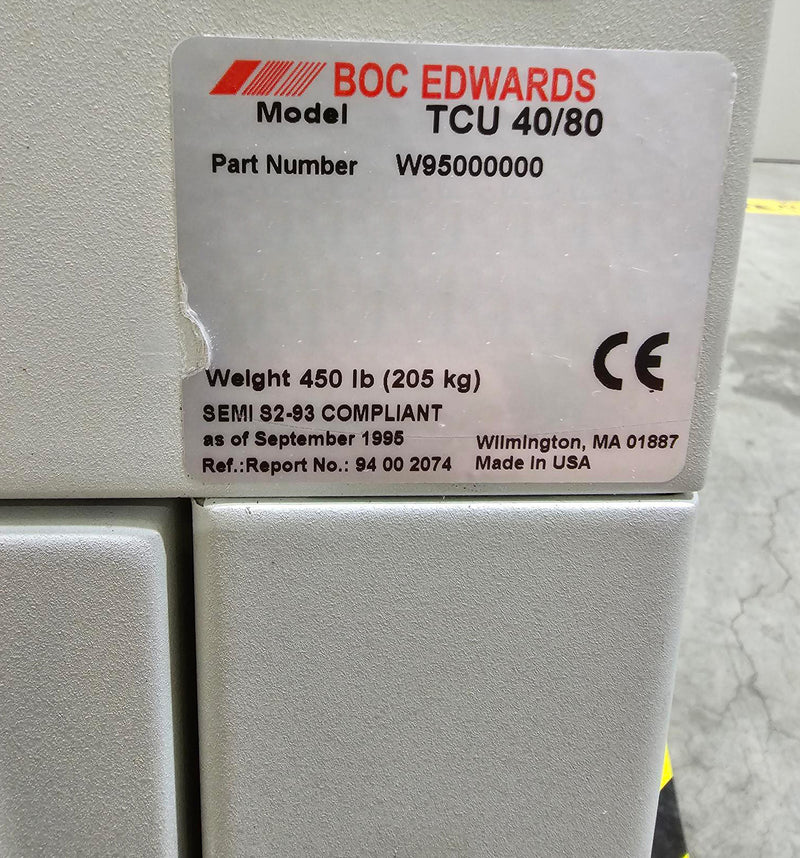 BOC EDWARDS
Model TCU 40/80
Part Number W95000000
Weight 450 lb (205 kg)
CE
SEMI S2-93 COMPLIANT
as of September 1995
Ref.:Report No.: 94 00 2074
Wilmington, MA 01887
Made in USA